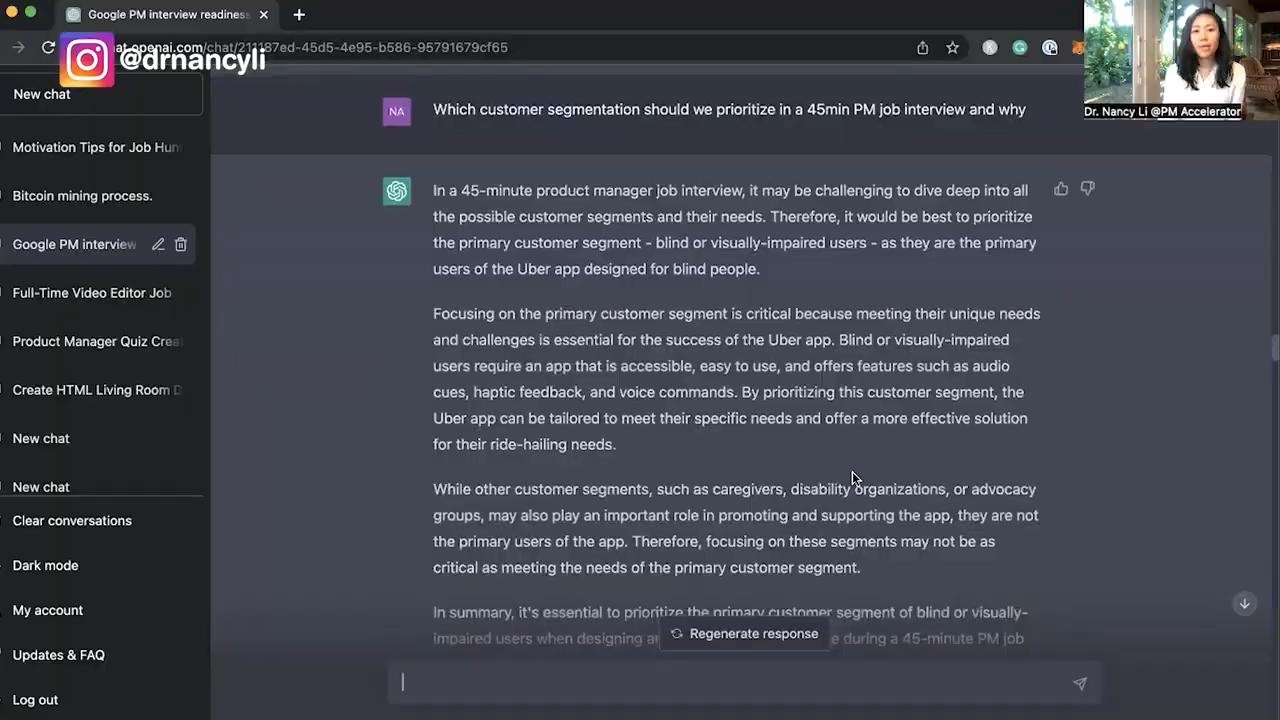 Google PM interview readiness
@drnancyli
at.openai.com/chat/211187ed-45d5-4e95-b586-95791679cf65
Dr. Nancy Li @PM Accelerator
New chat
Motivation Tips for Job Hun
Bitcoin mining process.
Google PM interview
Full-Time Video Editor Job
Product Manager Quiz Crea
Create HTML Living Room D
New chat
New chat
Clear conversations
Dark mode
My account
Updates & FAQ
Log out
NA
Which customer segmentation should we prioritize in a 45min PM job interview and why
In a 45-minute product manager job interview, it may be challenging to dive deep into all
the possible customer segments and their needs. Therefore, it would be best to prioritize
the primary customer segment - blind or visually-impaired users - as they are the primary
users of the Uber app designed for blind people.
Focusing on the primary customer segment is critical because meeting their unique needs
and challenges is essential for the success of the Uber app. Blind or visually-impaired
users require an app that is accessible, easy to use, and offers features such as audio
cues, haptic feedback, and voice commands. By prioritizing this customer segment, the
Uber app can be tailored to meet their specific needs and offer a more effective solution
for their ride-hailing needs.
While other customer segments, such as caregivers, disability organizations, or advocacy
groups, may also play an important role in promoting and supporting the app, they are not
the primary users of the app. Therefore, focusing on these segments may not be as
critical as meeting the needs of the primary customer segment.
In summary, it's essential to prioritize the primary customer segment of blind or visually-
impaired users when designing an e during a 45-minute PM job
Regenerate response